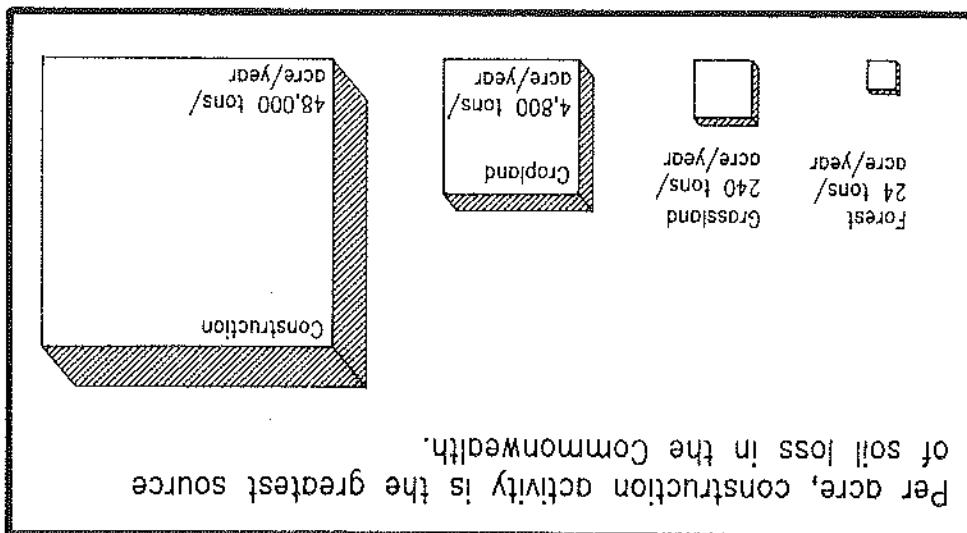 Per acre, construction activity is the greatest source
of soil loss in the Commonwealth.
Forest
24 tons/
acre/year
Grassland
240 tons/
acre/year
Cropland
4,800 tons/
acre/year
Construction
48,000 tons/
acre/year